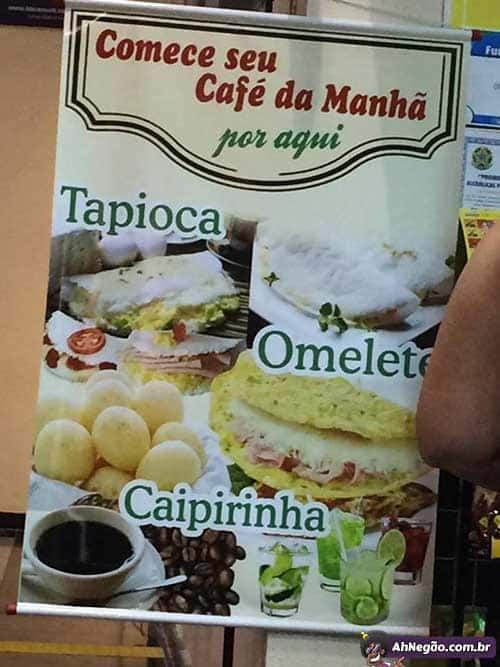 Comece seu
Café da Manhã
por aqui
Tapioca
Omelete
Caipirinha
AhNegão.com.br